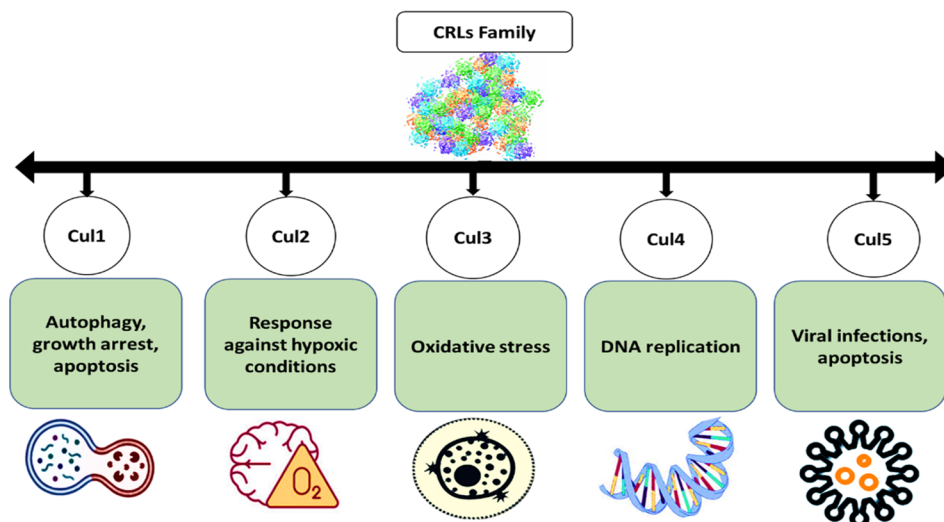 CRLs Family
Cul1
Cul2
Cul3
Cul4
Cul5
Autophagy,
growth arrest,
apoptosis
Response
against hypoxic
conditions
Oxidative stress
DNA replication
Viral infections,
apoptosis
O2